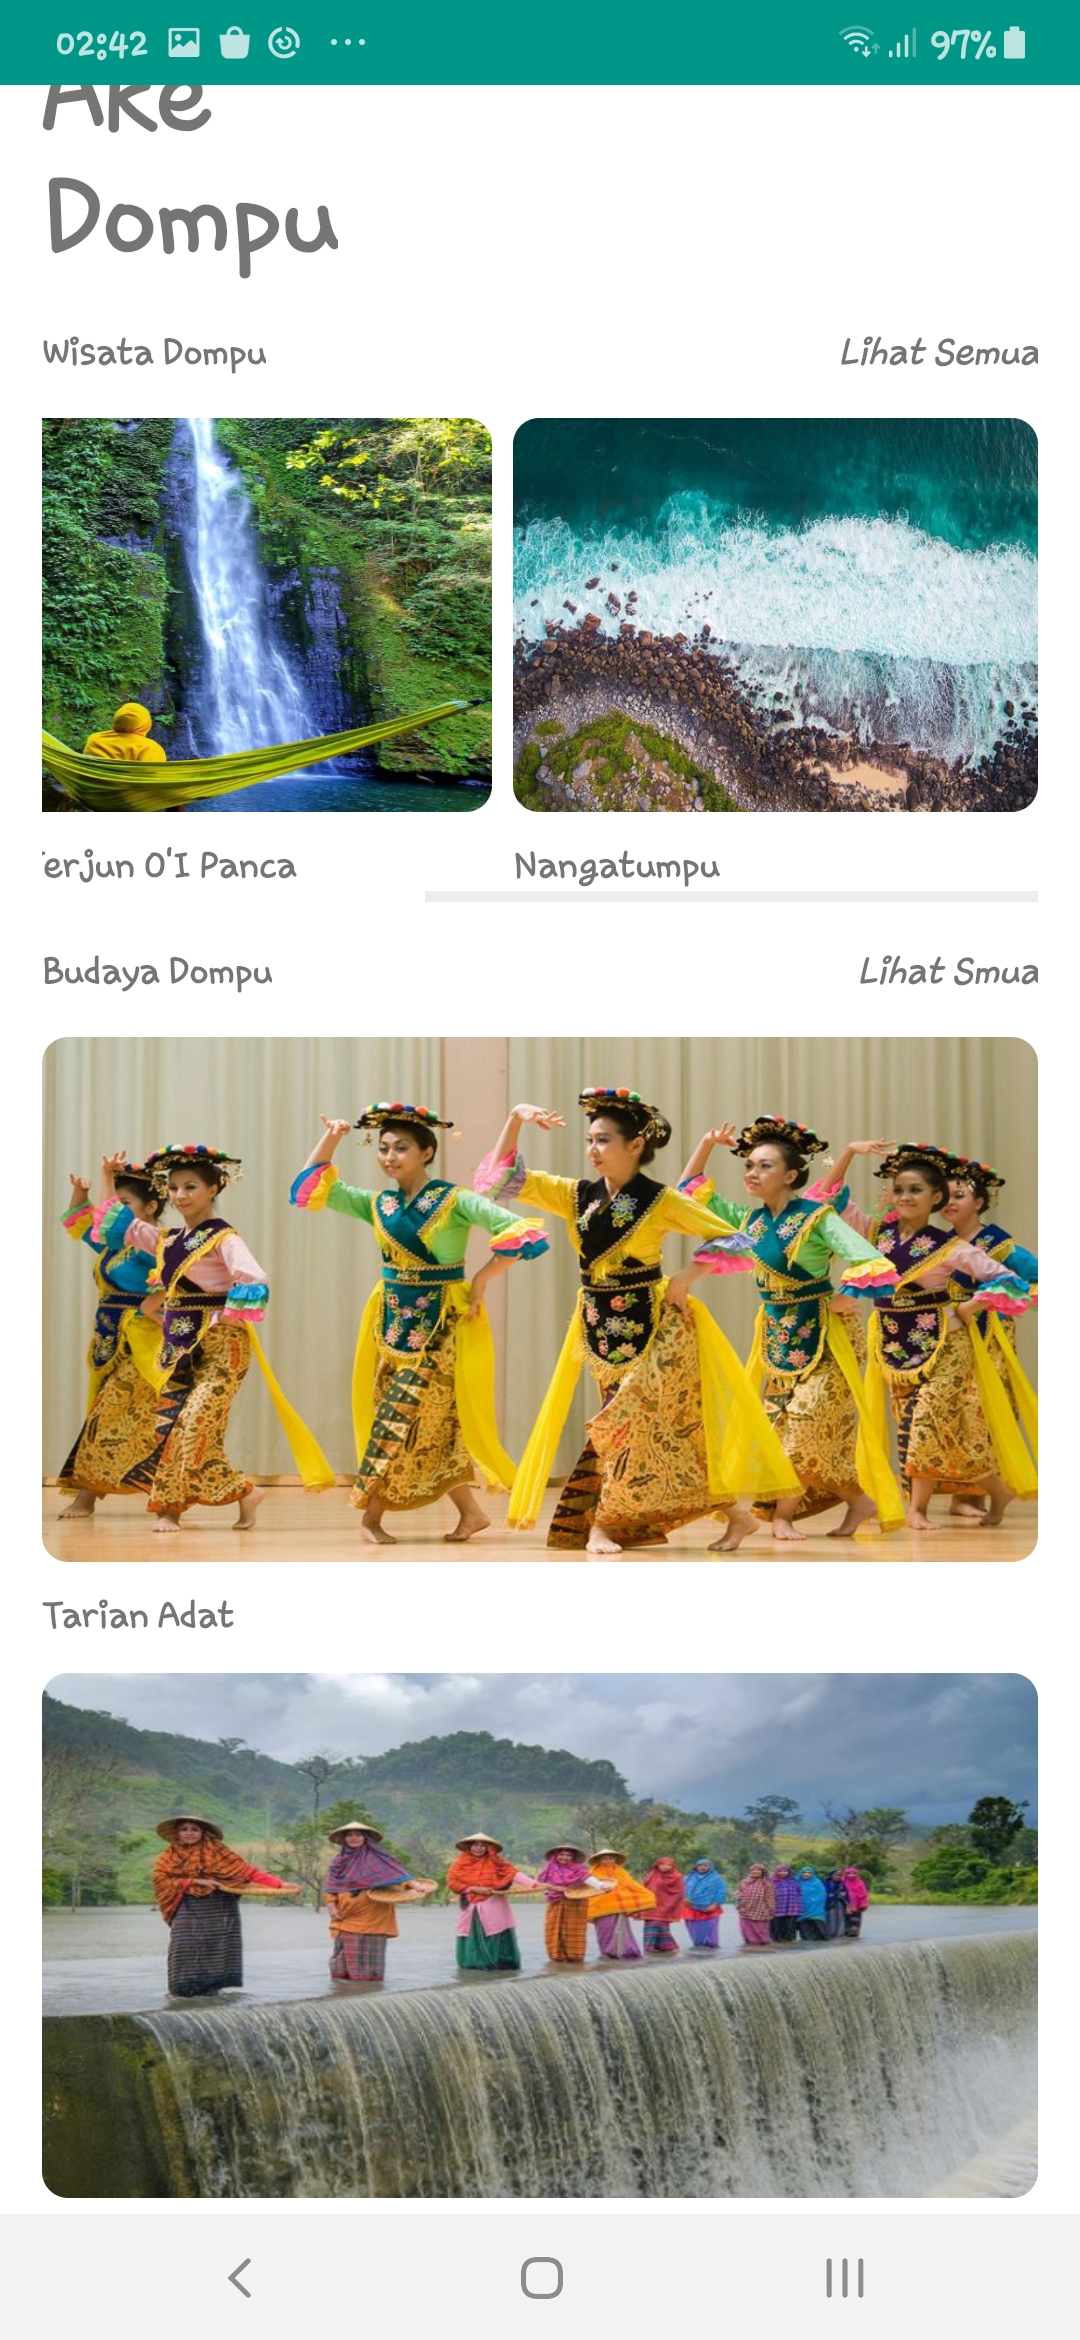 02:42 97%
Ake
Dompu
Wisata Dompu Lihat Semua
erjun O'I Panca Nangatumpu
Budaya Dompu Lihat Smua
Tarian Adat